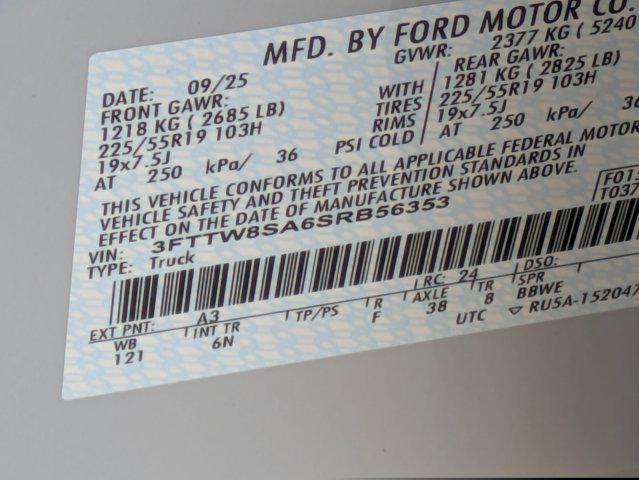 MFD. BY FORD MOTOR CO.
DATE: 09/25 GVWR: 2377 KG ( 5240
FRONT GAWR: REAR GAWR:
1218 KG ( 2685 LB) WITH 1281 KG ( 2825 LB)
225/55R19 103H TIRES 225/55R19 103H
19x7.5J RIMS 19x7.5J
AT 250 kPa/ 36 PSI COLD AT 250 kPa/ 36
THIS VEHICLE CONFORMS TO ALL APPLICABLE FEDERAL MOTOR
VEHICLE SAFETY AND THEFT PREVENTION STANDARDS IN
EFFECT ON THE DATE OF MANUFACTURE SHOWN ABOVE.
VIN: 3FTTW8SA6SRB56353
TYPE: Truck
EXT PNT: A3 RC: 24 DSO:
WB INT TR TP/PS R AXLE TR SPR
121 6N F 38 8 BBWE
UTC ▽ RU5A-152047